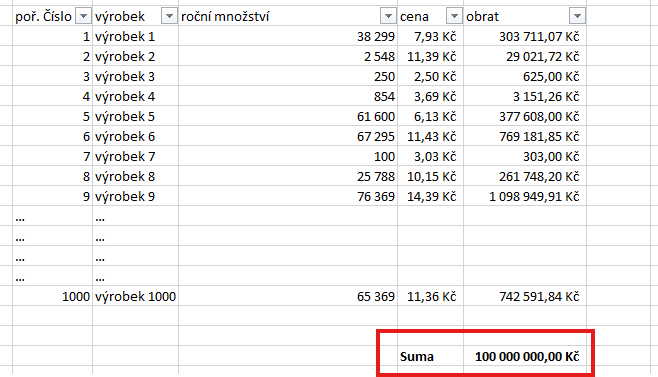 poř. Číslo výrobek roční množství cena obrat
1 výrobek 1 38 299 7,93 Kč 303 711,07 Kč
2 výrobek 2 2 548 11,39 Kč 29 021,72 Kč
3 výrobek 3 250 2,50 Kč 625,00 Kč
4 výrobek 4 854 3,69 Kč 3 151,26 Kč
5 výrobek 5 61 600 6,13 Kč 377 608,00 Kč
6 výrobek 6 67 295 11,43 Kč 769 181,85 Kč
7 výrobek 7 100 3,03 Kč 303,00 Kč
8 výrobek 8 25 788 10,15 Kč 261 748,20 Kč
9 výrobek 9 76 369 14,39 Kč 1 098 949,91 Kč
... ...
... ...
... ...
... ...
1000 výrobek 1000 65 369 11,36 Kč 742 591,84 Kč
Suma 100 000 000,00 Kč